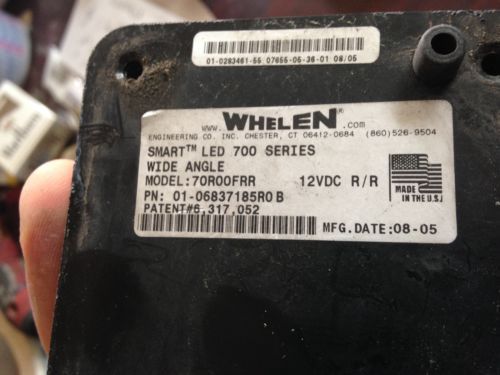 01-0283461-55 07655-05-36-01 08/05
www.WHELEN®.com
ENGINEERING CO. INC. CHESTER, CT 06412-0684 (860)526-9504
SMART™ LED 700 SERIES
WIDE ANGLE
MODEL:70R00FRR 12VDC R/R
PN: 01-06837185R0 B
PATENT#6,317,052
MADE
IN THE U.S.A
MFG.DATE:08-05